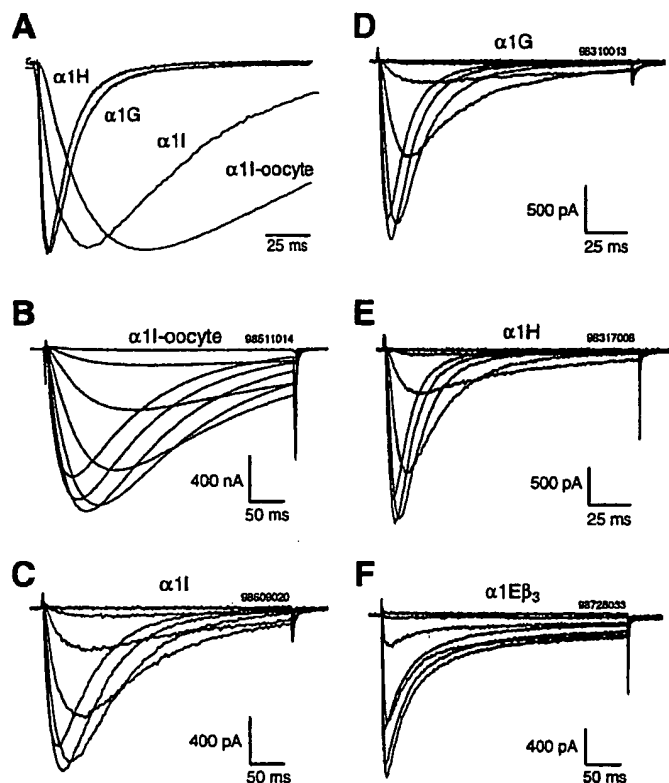 A
α1H
α1G
α1I
α1I-oocyte
25 ms
B
α1I-oocyte
98511014
400 nA
50 ms
C
α1I
98609020
400 pA
50 ms
D
α1G
98310013
500 pA
25 ms
E
α1H
98317008
500 pA
25 ms
F
α1Eβ3
98728033
400 pA
50 ms